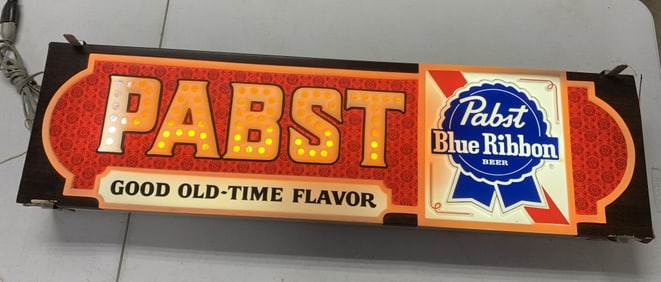 PABST
GOOD OLD-TIME FLAVOR
Pabst
Blue Ribbon
BEER
®